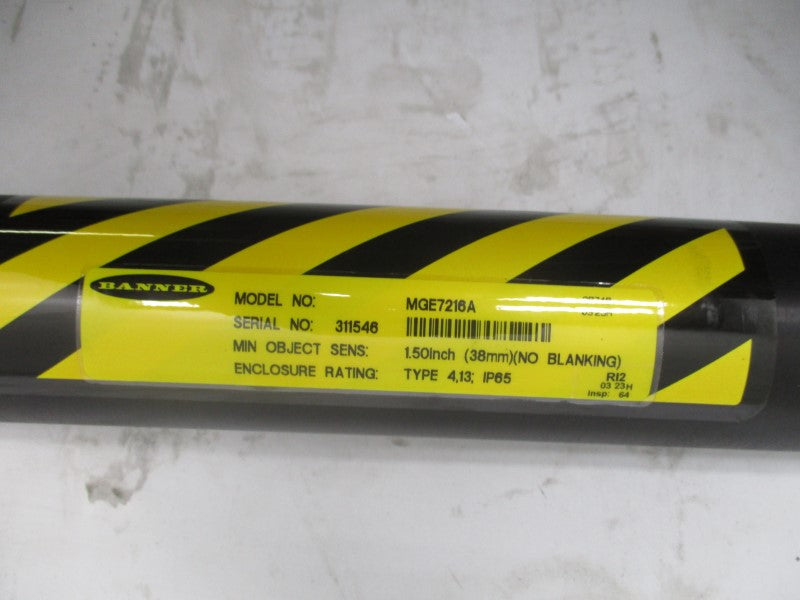 BANNER
MODEL NO: MGE7216A
SERIAL NO: 311546
MIN OBJECT SENS: 1.50Inch (38mm)(NO BLANKING)
ENCLOSURE RATING: TYPE 4,13; IP65
RI2
03 23H
insp: 64